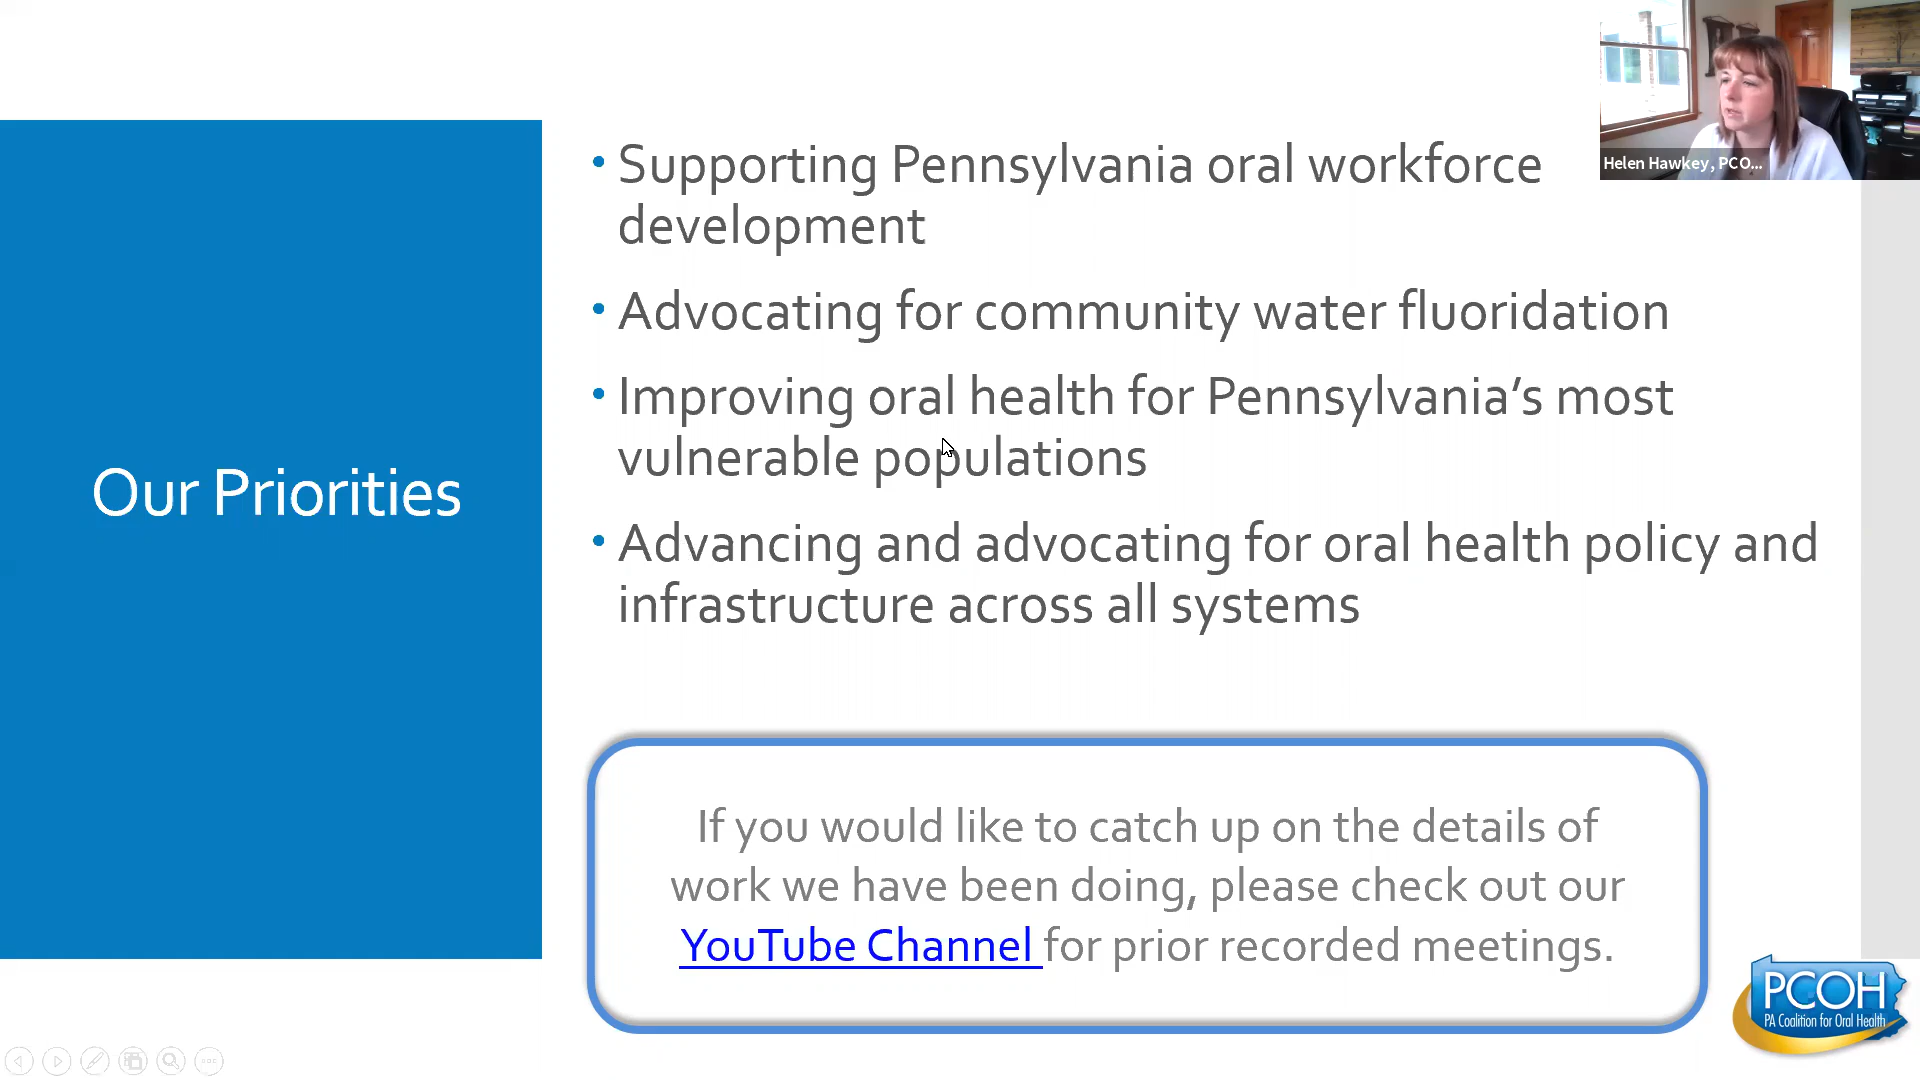 Helen Hawkey, PCO...
Our Priorities
• Supporting Pennsylvania oral workforce
development
• Advocating for community water fluoridation
• Improving oral health for Pennsylvania’s most
vulnerable populations
• Advancing and advocating for oral health policy and
infrastructure across all systems
If you would like to catch up on the details of
work we have been doing, please check out our
YouTube Channel for prior recorded meetings.
PCOH
PA Coalition for Oral Health